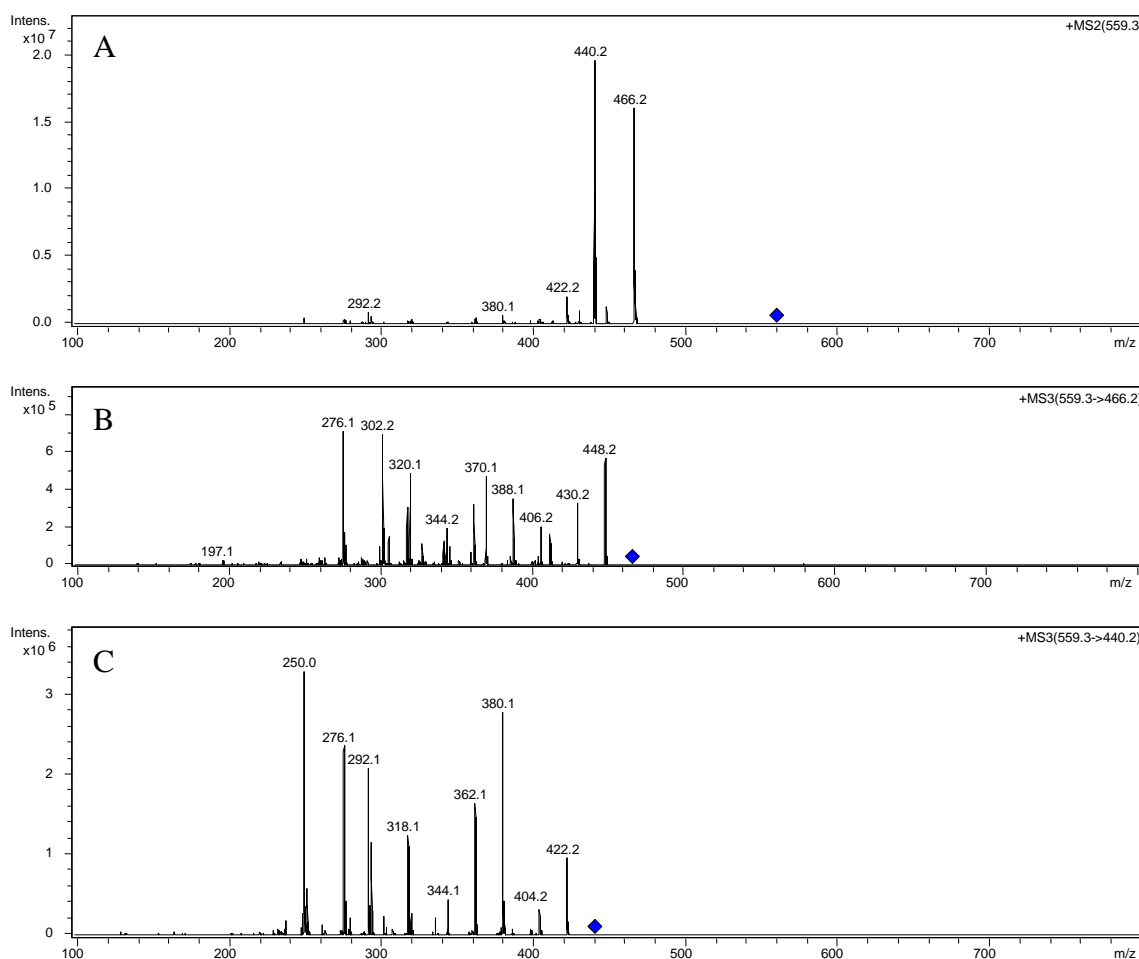 Intens.
x10 7
A
+MS2(559.3
2.0
1.5
1.0
0.5
0.0
440.2
466.2
422.2
292.2
380.1
100 200 300 400 500 600 700 m/z
Intens.
x10 5
B
+MS3(559.3->466.2)
6
4
2
0
276.1
302.2
448.2
320.1
370.1
388.1
430.2
344.2
406.2
197.1
100 200 300 400 500 600 700 m/z
Intens.
x10 6
C
+MS3(559.3->440.2)
3
2
1
0
250.0
380.1
276.1
292.1
362.1
318.1
422.2
344.1
404.2
100 200 300 400 500 600 700 m/z